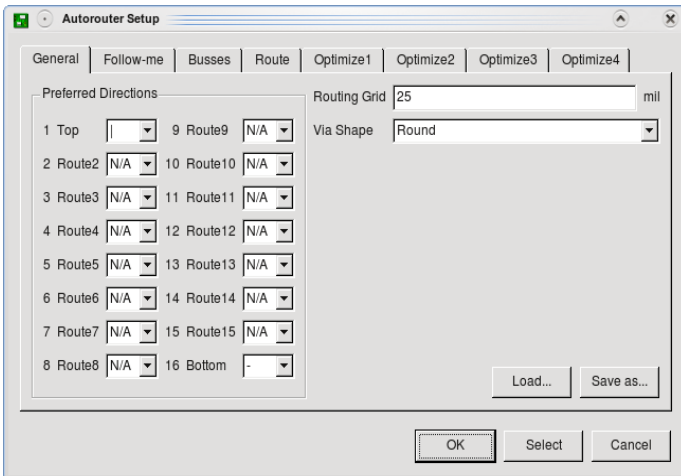 Autorouter Setup
General Follow-me Busses Route Optimize1 Optimize2 Optimize3 Optimize4
Preferred Directions
Routing Grid 25 mil
1 Top | 9 Route9 N/A
Via Shape Round
2 Route2 N/A 10 Route10 N/A
3 Route3 N/A 11 Route11 N/A
4 Route4 N/A 12 Route12 N/A
5 Route5 N/A 13 Route13 N/A
6 Route6 N/A 14 Route14 N/A
7 Route7 N/A 15 Route15 N/A
8 Route8 N/A 16 Bottom -
Load... Save as...
OK Select Cancel